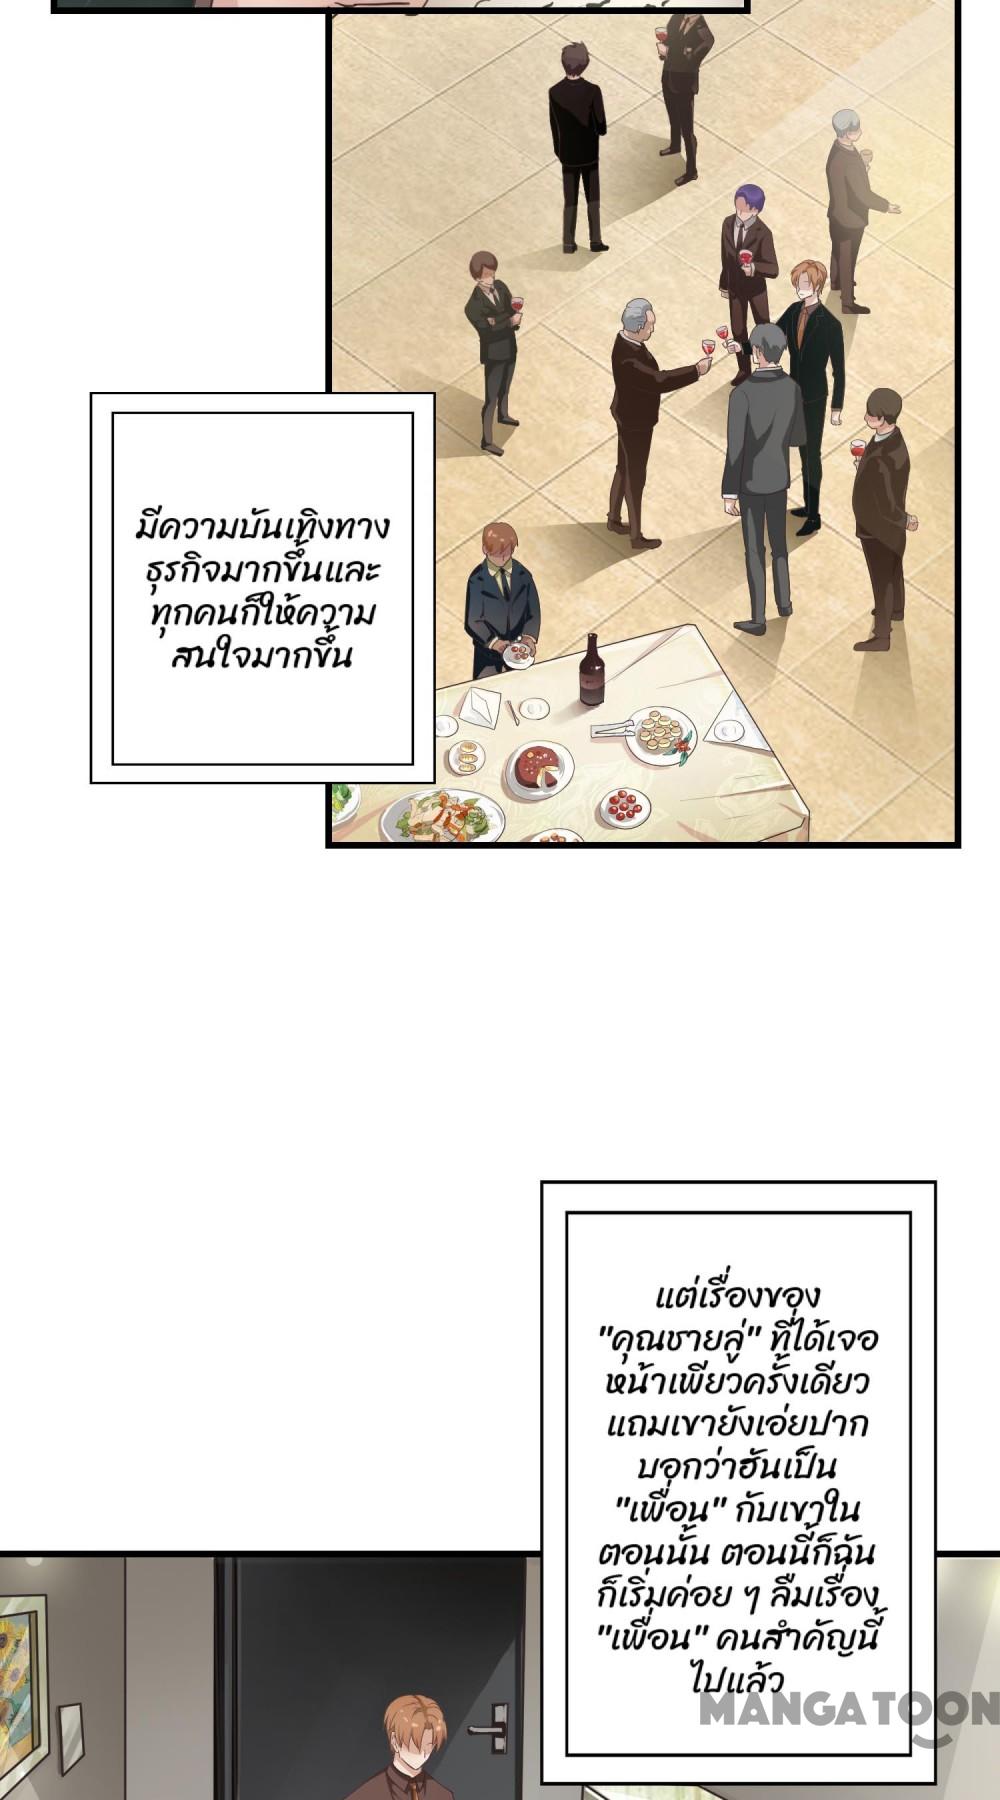 มีความบันเทิงทาง
ธุรกิจมากขึ้นและ
ทุกคนก็ให้ความ
สนใจมากขึ้น
แต่เรื่องของ
"คุณชายลู่" ที่ได้เจอ
หน้าเพียวครั้งเดียว
แถมเขายังเอ่ยปาก
บอกว่าฮันเป็น
"เพื่อน" กับเขาใน
ตอนนั้น ตอนนี้ก็ฉัน
ก็เริ่มค่อย ๆ ลืมเรื่อง
"เพื่อน" คนสำคัญนี้
ไปแล้ว
MANGATOON